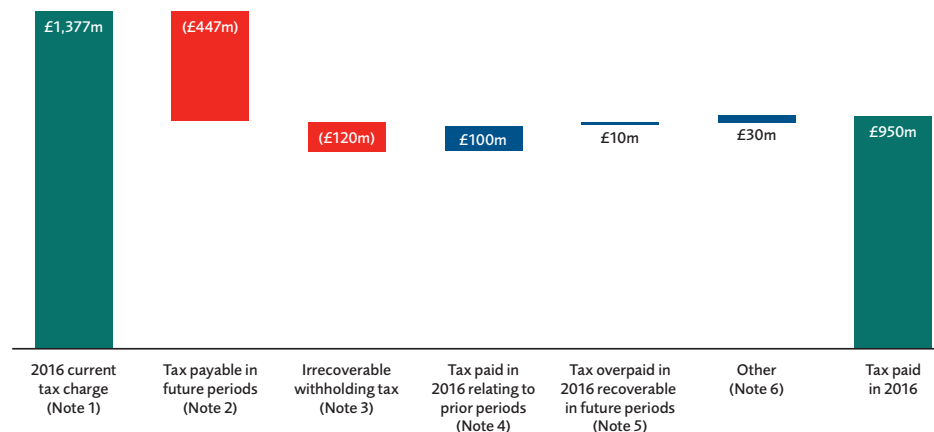 £1,377m
(£447m)
(£120m)
£100m
£10m
£30m
£950m
2016 current
tax charge
(Note 1)
Tax payable in
future periods
(Note 2)
Irrecoverable
withholding tax
(Note 3)
Tax paid in
2016 relating to
prior periods
(Note 4)
Tax overpaid in
2016 recoverable
in future periods
(Note 5)
Other
(Note 6)
Tax paid
in 2016